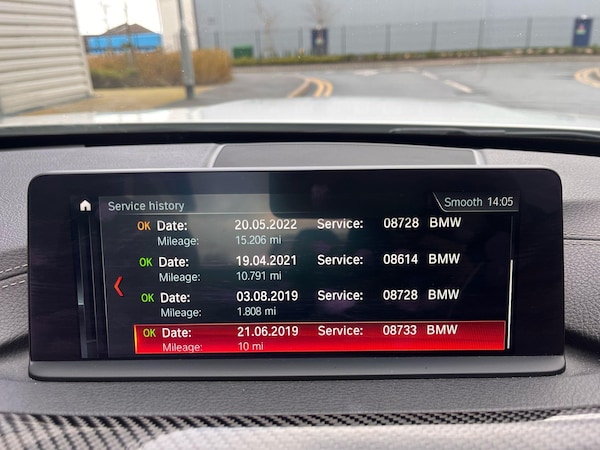 Service history
Smooth 14:05
OK Date: 20.05.2022 Service: 08728 BMW
Mileage: 15.206 mi
OK Date: 19.04.2021 Service: 08614 BMW
Mileage: 10.791 mi
OK Date: 03.08.2019 Service: 08728 BMW
Mileage: 1.808 mi
OK Date: 21.06.2019 Service: 08733 BMW
Mileage: 10 mi